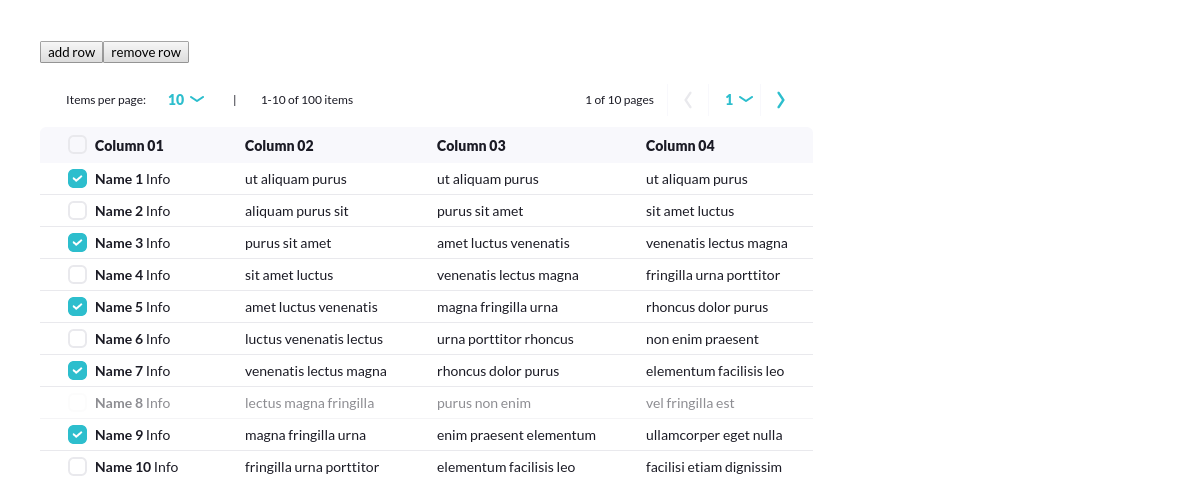 add row remove row
Items per page: 10 | 1-10 of 100 items 1 of 10 pages 1
Column 01 Column 02 Column 03 Column 04
Name 1 Info ut aliquam purus ut aliquam purus ut aliquam purus
Name 2 Info aliquam purus sit purus sit amet sit amet luctus
Name 3 Info purus sit amet amet luctus venenatis venenatis lectus magna
Name 4 Info sit amet luctus venenatis lectus magna fringilla urna porttitor
Name 5 Info amet luctus venenatis magna fringilla urna rhoncus dolor purus
Name 6 Info luctus venenatis lectus urna porttitor rhoncus non enim praesent
Name 7 Info venenatis lectus magna rhoncus dolor purus elementum facilisis leo
Name 8 Info lectus magna fringilla purus non enim vel fringilla est
Name 9 Info magna fringilla urna enim praesent elementum ullamcorper eget nulla
Name 10 Info fringilla urna porttitor elementum facilisis leo facilisi etiam dignissim